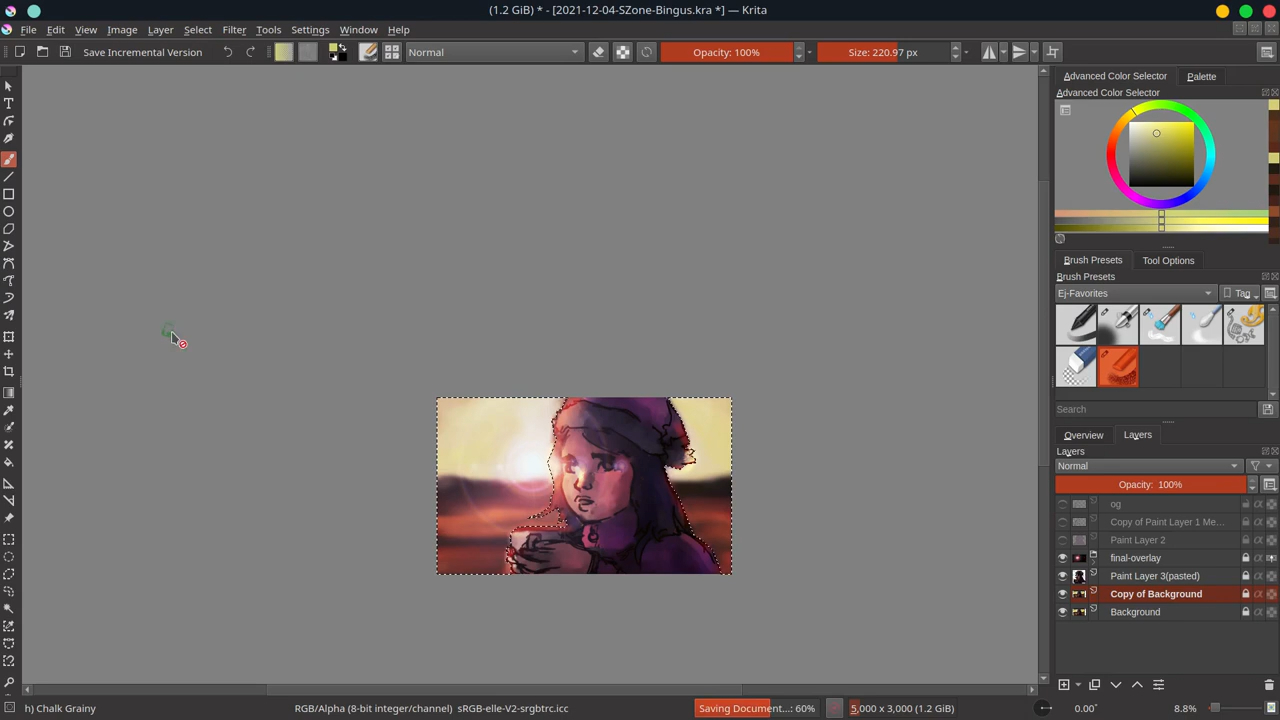 (1.2 GiB) * - [2021-12-04-SZone-Bingus.kra *] — Krita
File Edit View Image Layer Select Filter Tools Settings Window Help
Save Incremental Version
Normal
Opacity: 100%
Size: 220.97 px
Advanced Color Selector
Palette
Advanced Color Selector
Brush Presets
Tool Options
Brush Presets
Ej-Favorites
Tag
Search
Overview
Layers
Layers
Normal
Opacity: 100%
og
Copy of Paint Layer 1 Me...
Paint Layer 2
final-overlay
Paint Layer 3(pasted)
Copy of Background
Background
h) Chalk Grainy
RGB/Alpha (8-bit integer/channel) sRGB-elle-V2-srgbtrc.icc
Saving Document...: 60%
5,000 x 3,000 (1.2 GiB)
0.00°
8.8%